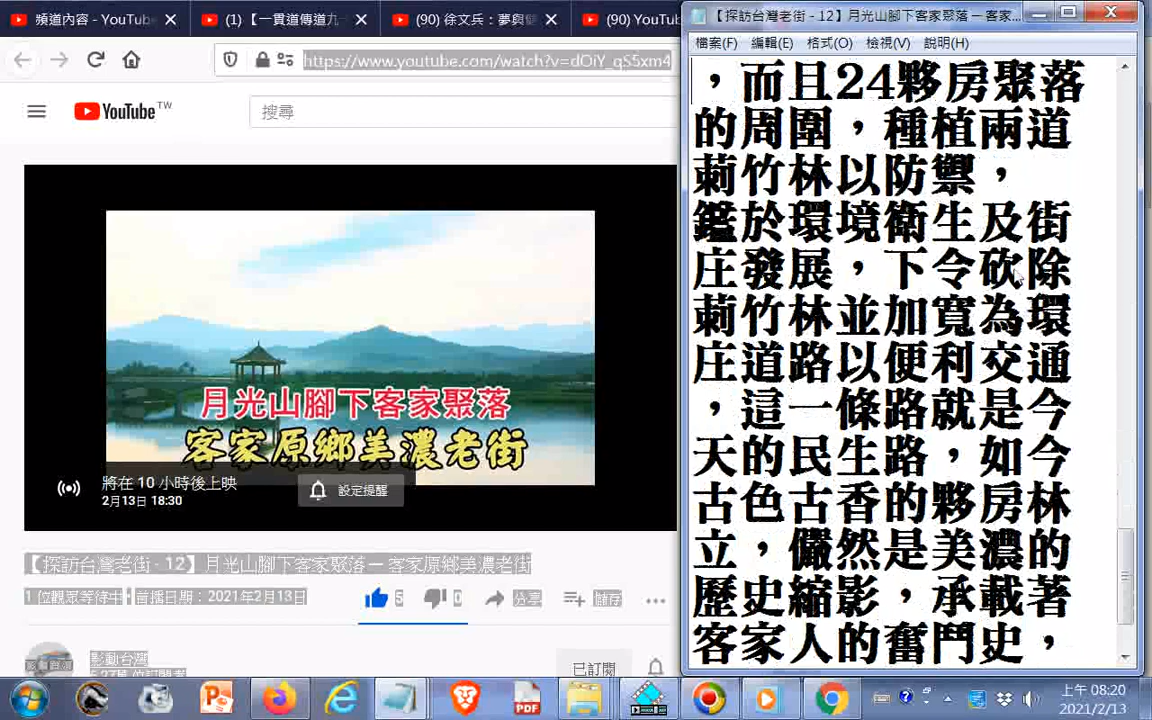 頻道內容 - YouTu
(1)【一貫道傳道九一
(90) 徐文兵：夢與健
(90) YouTu
https://www.youtube.com/watch?v=dOiY_qS5xm4
YouTube TW
搜尋
月光山腳下客家聚落
客家原鄉美濃老街
將在 10 小時後上映
2月13日 18:30
設定提醒
【探訪台灣老街 - 12】月光山腳下客家聚落 — 客家原鄉美濃老街
1 位觀眾等待中 • 首播日期：2021年2月13日
5
0
分享
儲存
影動台灣
已訂閱
【探訪台灣老街 - 12】月光山腳下客家聚落 — 客家...
檔案(F) 編輯(E) 格式(O) 檢視(V) 說明(H)
，而且24夥房聚落
的周圍，種植兩道
莿竹林以防禦，
鑑於環境衛生及街
庄發展，下令砍除
莿竹林並加寬為環
庄道路以便利交通
，這一條路就是今
天的民生路，如今
古色古香的夥房林
立，儼然是美濃的
歷史縮影，承載著
客家人的奮鬥史，
上午 08:20
2021/2/13